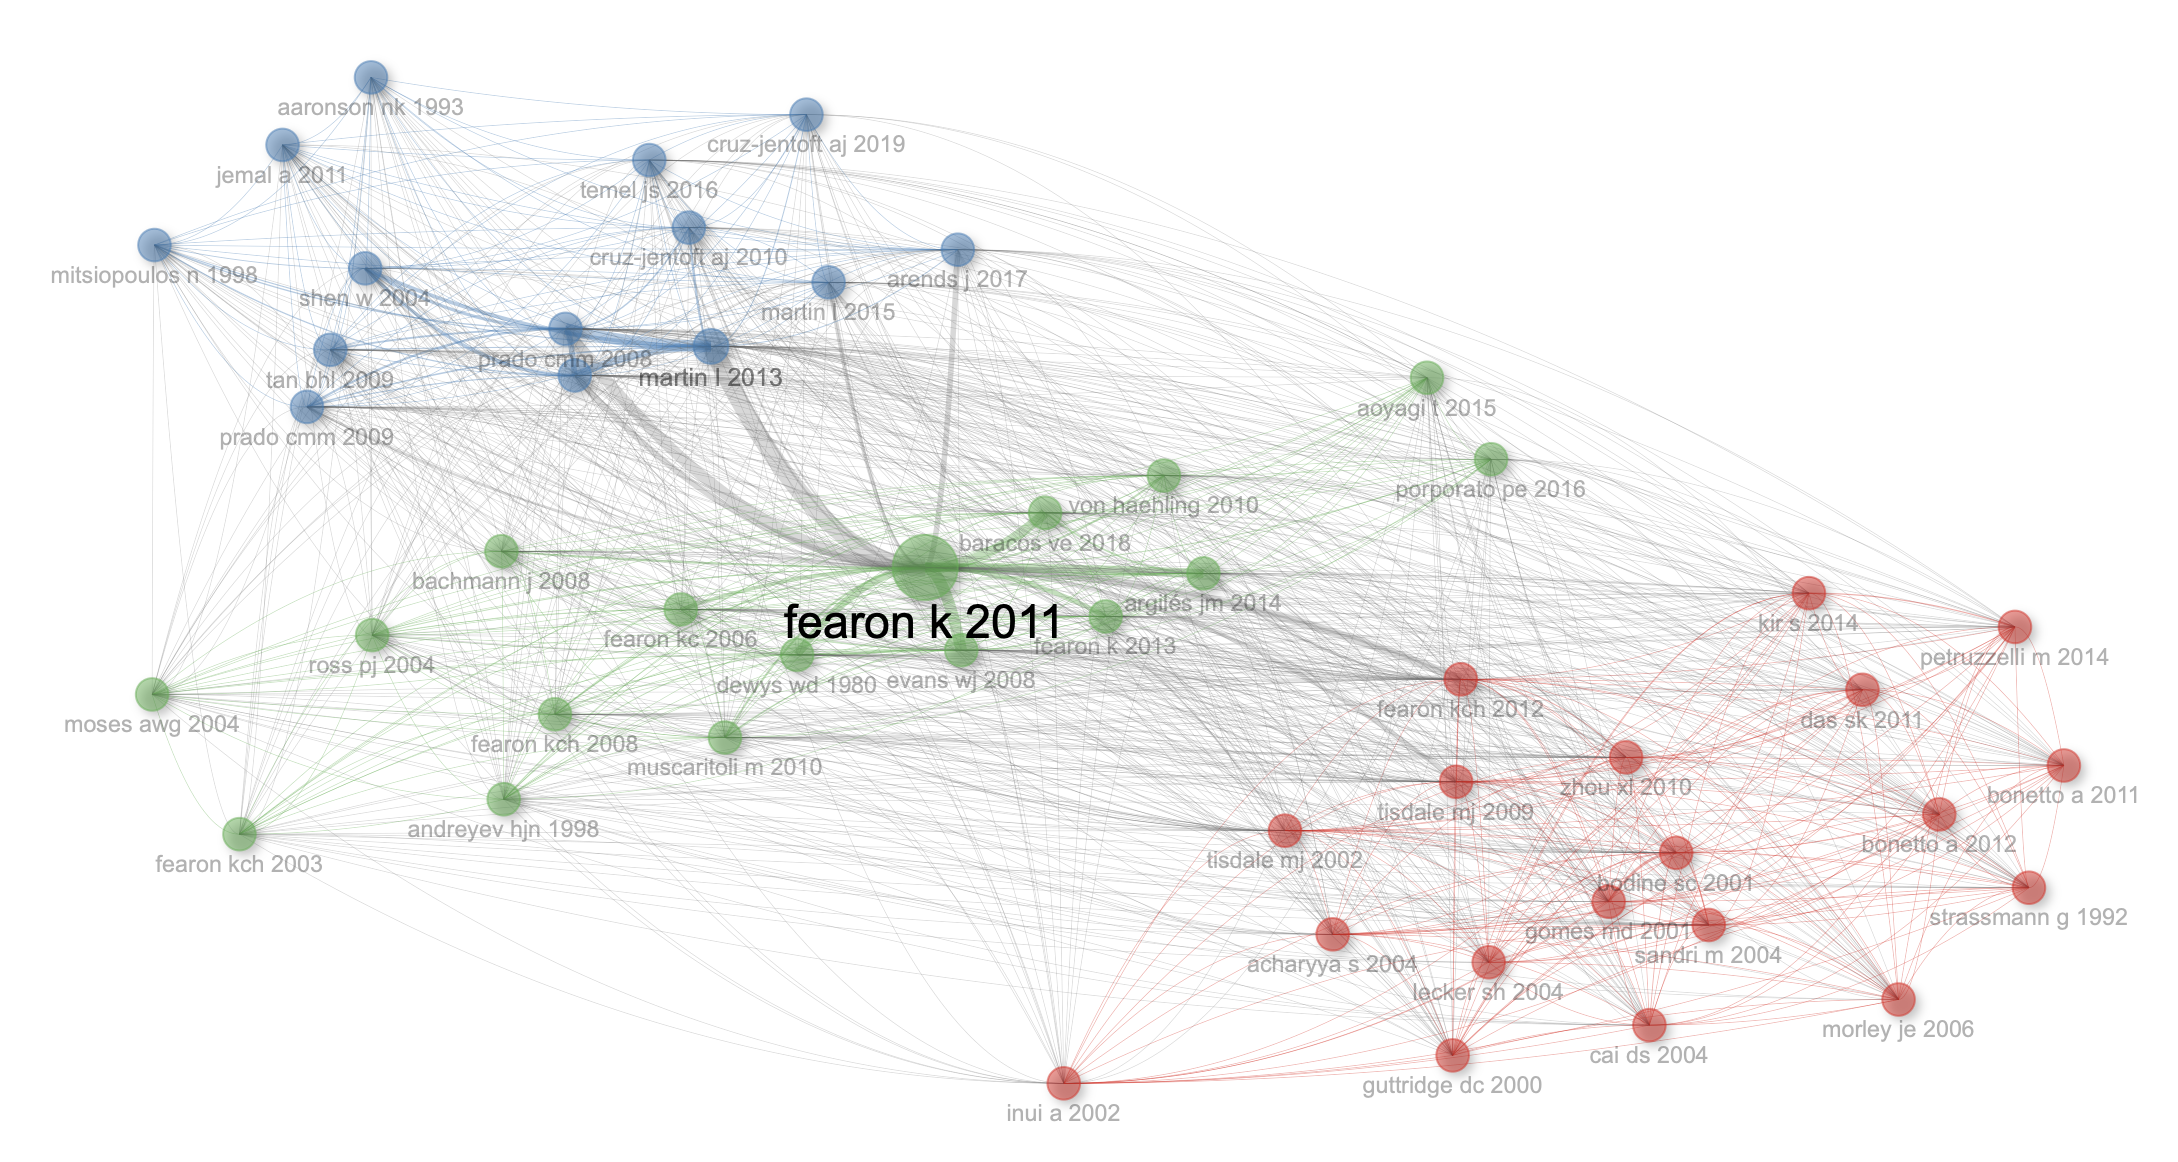 aaronson nk 1993
cruz-jentoft aj 2019
jemal a 2011
temel js 2016
cruz-jentoft aj 2010
mitsiopoulos n 1998
arends j 2017
shen w 2004
martin l 2015
prado cmm 2008
tan bhl 2009
martin l 2013
aoyagi t 2015
prado cmm 2009
porporato pe 2016
von haehling 2010
baracos ve 2018
bachmann j 2008
argilés jm 2014
fearon k 2011
kir s 2014
fearon kc 2006
fearon k 2013
petruzzelli m 2014
ross pj 2004
dewys wd 1980
evans wj 2008
fearon kch 2012
das sk 2011
moses awg 2004
fearon kch 2008
muscaritoli m 2010
zhou xl 2010
bonetto a 2011
tisdale mj 2009
andreyev hjn 1998
bonetto a 2012
tisdale mj 2002
fearon kch 2003
bodine sc 2001
strassmann g 1992
gomes md 2001
sandri m 2004
acharyya s 2004
lecker sh 2004
morley je 2006
cai ds 2004
guttridge dc 2000
inui a 2002